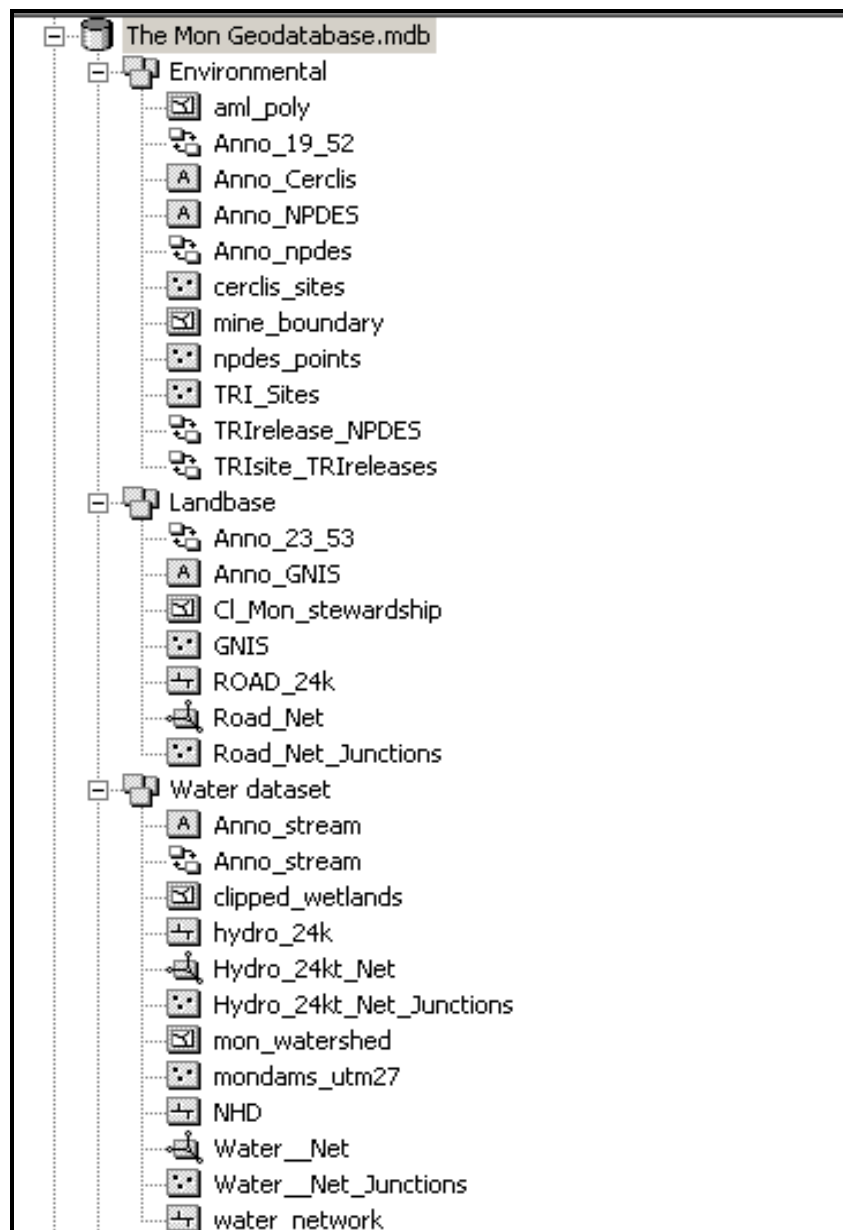 The Mon Geodatabase.mdb
Environmental
aml_poly
Anno_19_52
Anno_Cerclis
Anno_NPDES
Anno_npdes
cerclis_sites
mine_boundary
npdes_points
TRI_Sites
TRIrelease_NPDES
TRIsite_TRIreleases
Landbase
Anno_23_53
Anno_GNIS
Cl_Mon_stewardship
GNIS
ROAD_24k
Road_Net
Road_Net_Junctions
Water dataset
Anno_stream
Anno_stream
clipped_wetlands
hydro_24k
Hydro_24kt_Net
Hydro_24kt_Net_Junctions
mon_watershed
mondams_utm27
NHD
Water__Net
Water__Net_Junctions
water_network